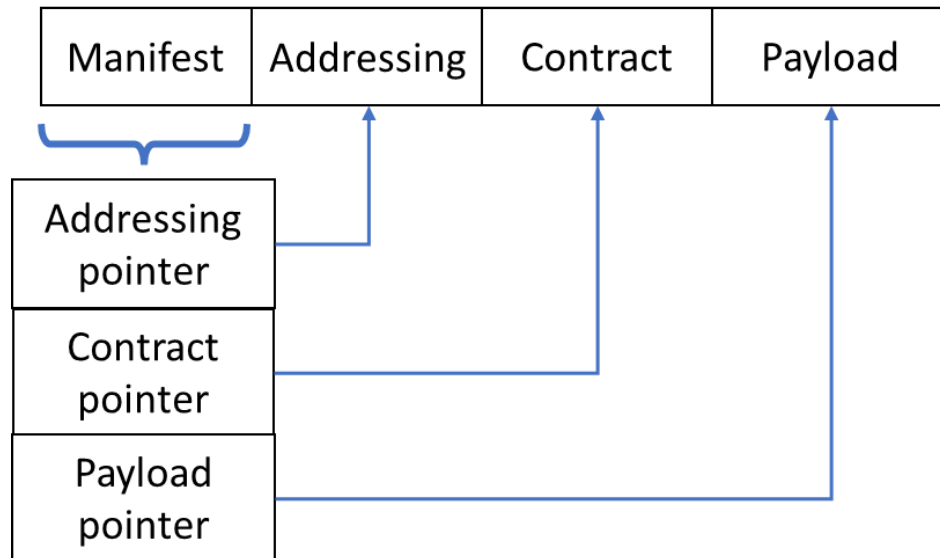 Manifest Addressing Contract Payload
Addressing
pointer
Contract
pointer
Payload
pointer